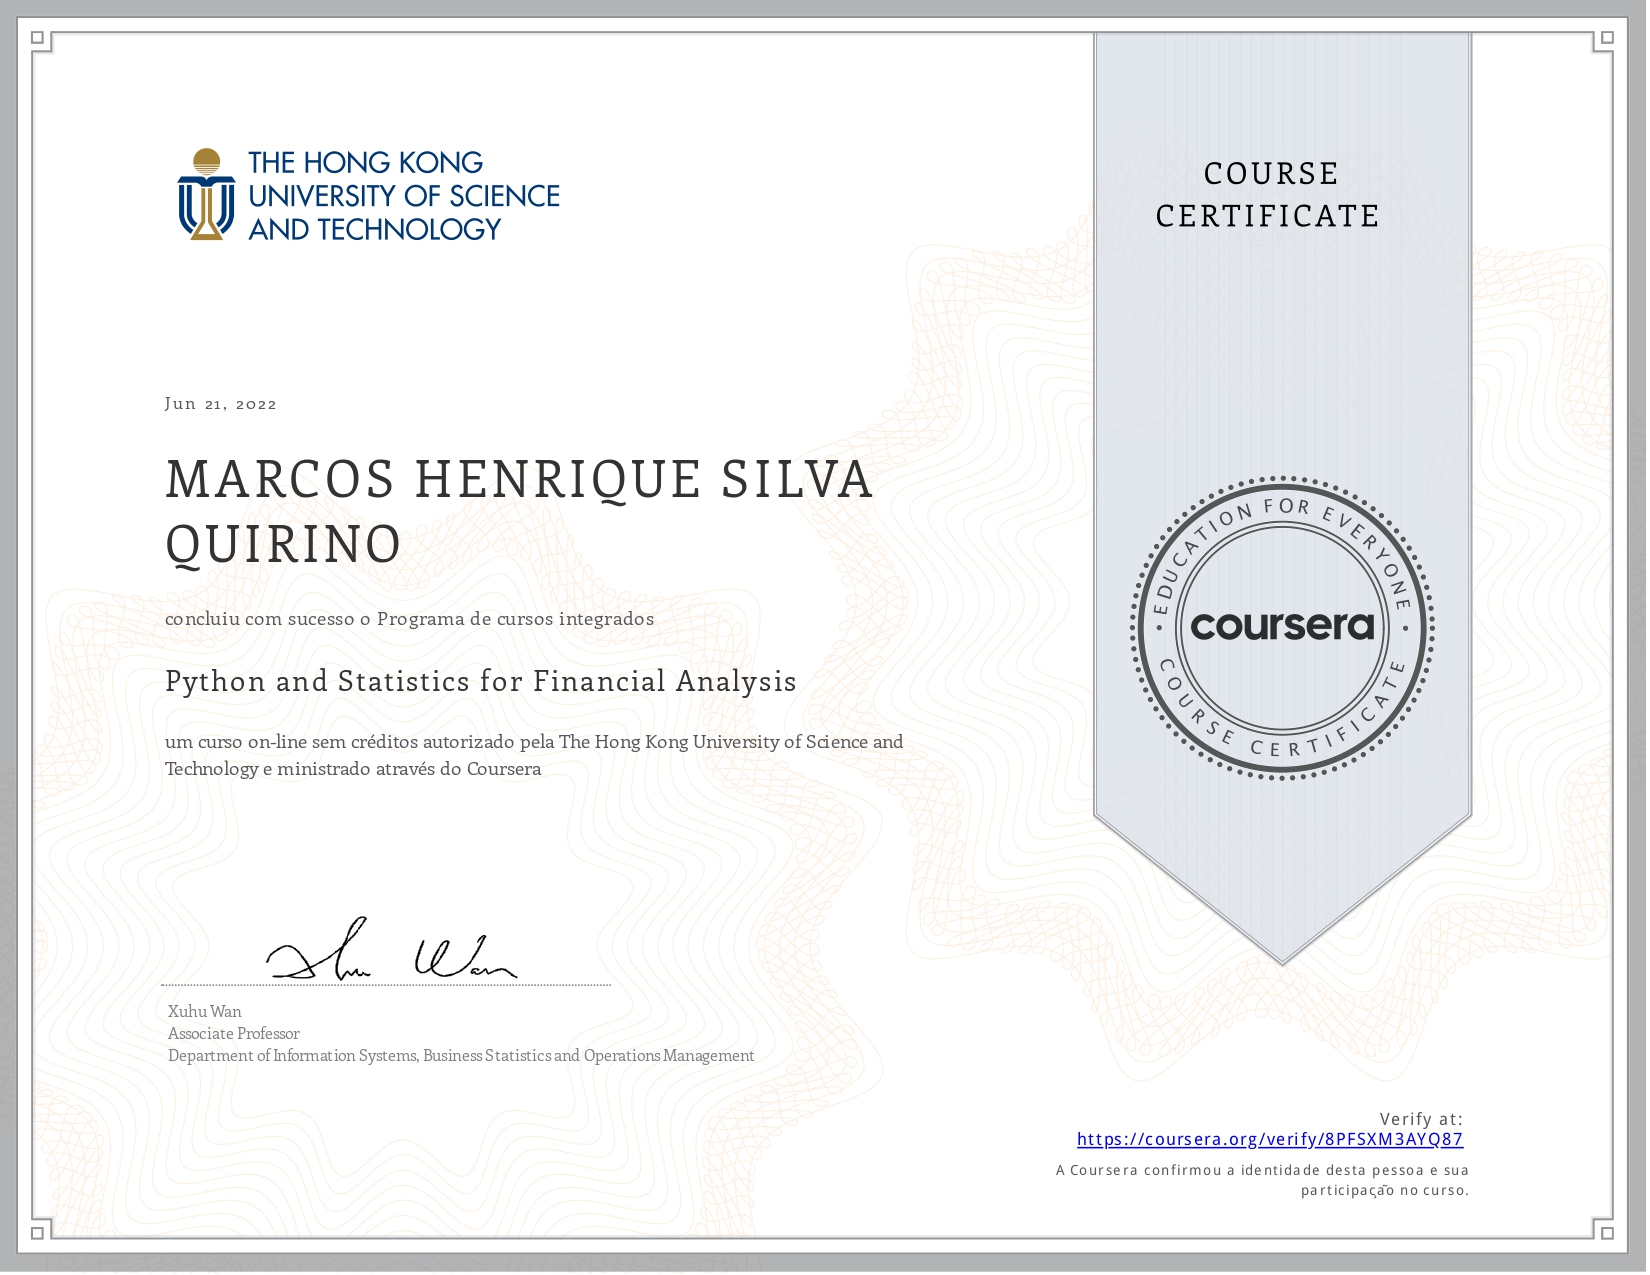 THE HONG KONG
UNIVERSITY OF SCIENCE
AND TECHNOLOGY
COURSE
CERTIFICATE
Jun 21, 2022
MARCOS HENRIQUE SILVA
QUIRINO
concluiu com sucesso o Programa de cursos integrados
Python and Statistics for Financial Analysis
um curso on-line sem créditos autorizado pela The Hong Kong University of Science and
Technology e ministrado através do Coursera
EDUCATION FOR EVERYONE
coursera
COURSE CERTIFICATE
Xuhu Wan
Xuhu Wan
Associate Professor
Department of Information Systems, Business Statistics and Operations Management
Verify at:
https://coursera.org/verify/8PFSXM3AYQ87
A Coursera confirmou a identidade desta pessoa e sua
participação no curso.